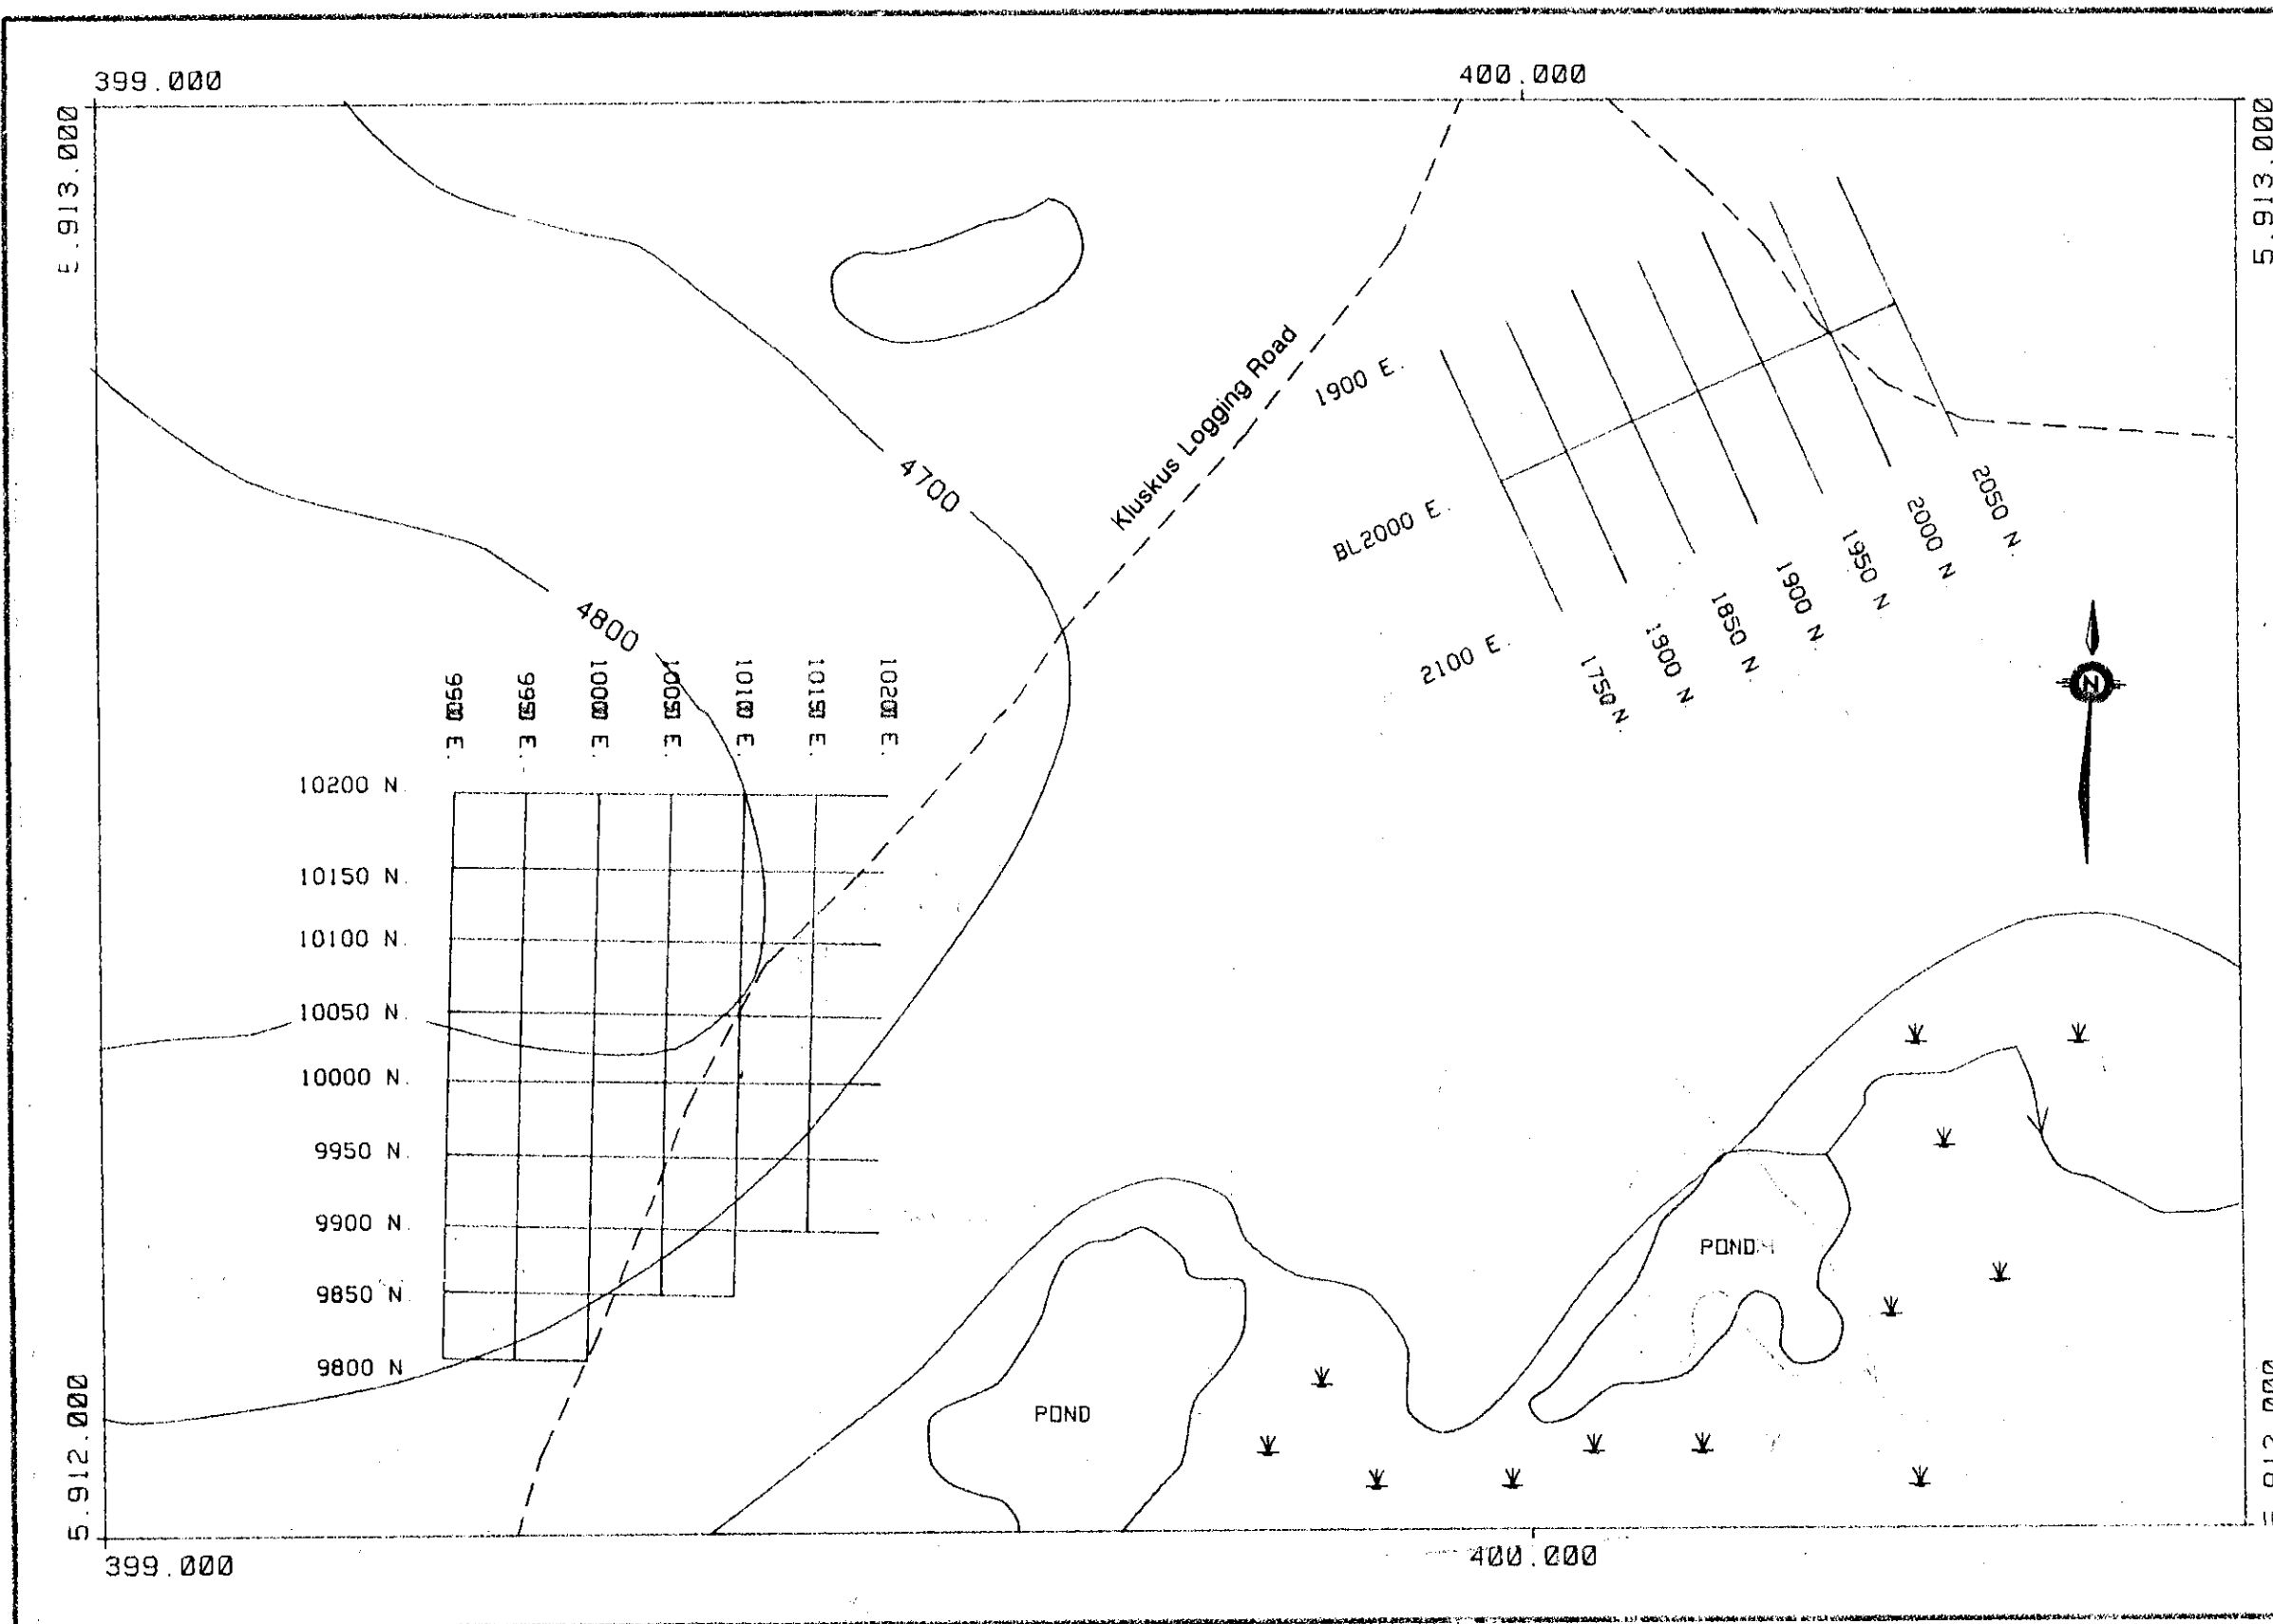 399.000
400.000
5.913.000
5.913.000
Kluskus Logging Road
1900 E.
4700
BL2000 E.
2050 N.
2000 N.
1950 N.
1900 N.
1850 N.
1800 N.
1750 N.
2100 E.
4800
9900 E.
9950 E.
10000 E.
10050 E.
10100 E.
10150 E.
10200 E.
N
10200 N.
10150 N.
10100 N.
10050 N.
10000 N.
9950 N.
9900 N.
9850 N.
9800 N
POND
POND
5.912.000
399.000
400.000